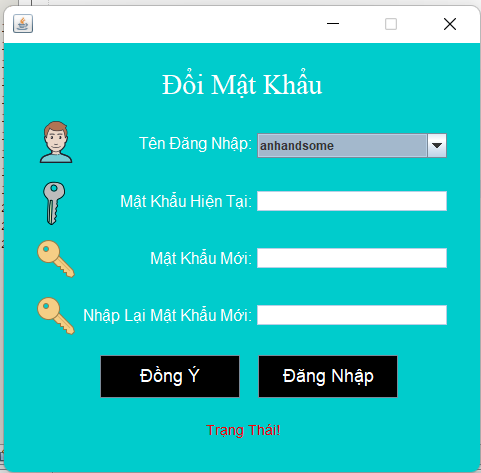 Đổi Mật Khẩu
Tên Đăng Nhập: anhandsome
Mật Khẩu Hiện Tại:
Mật Khẩu Mới:
Nhập Lại Mật Khẩu Mới:
Đồng Ý Đăng Nhập
Trạng Thái!